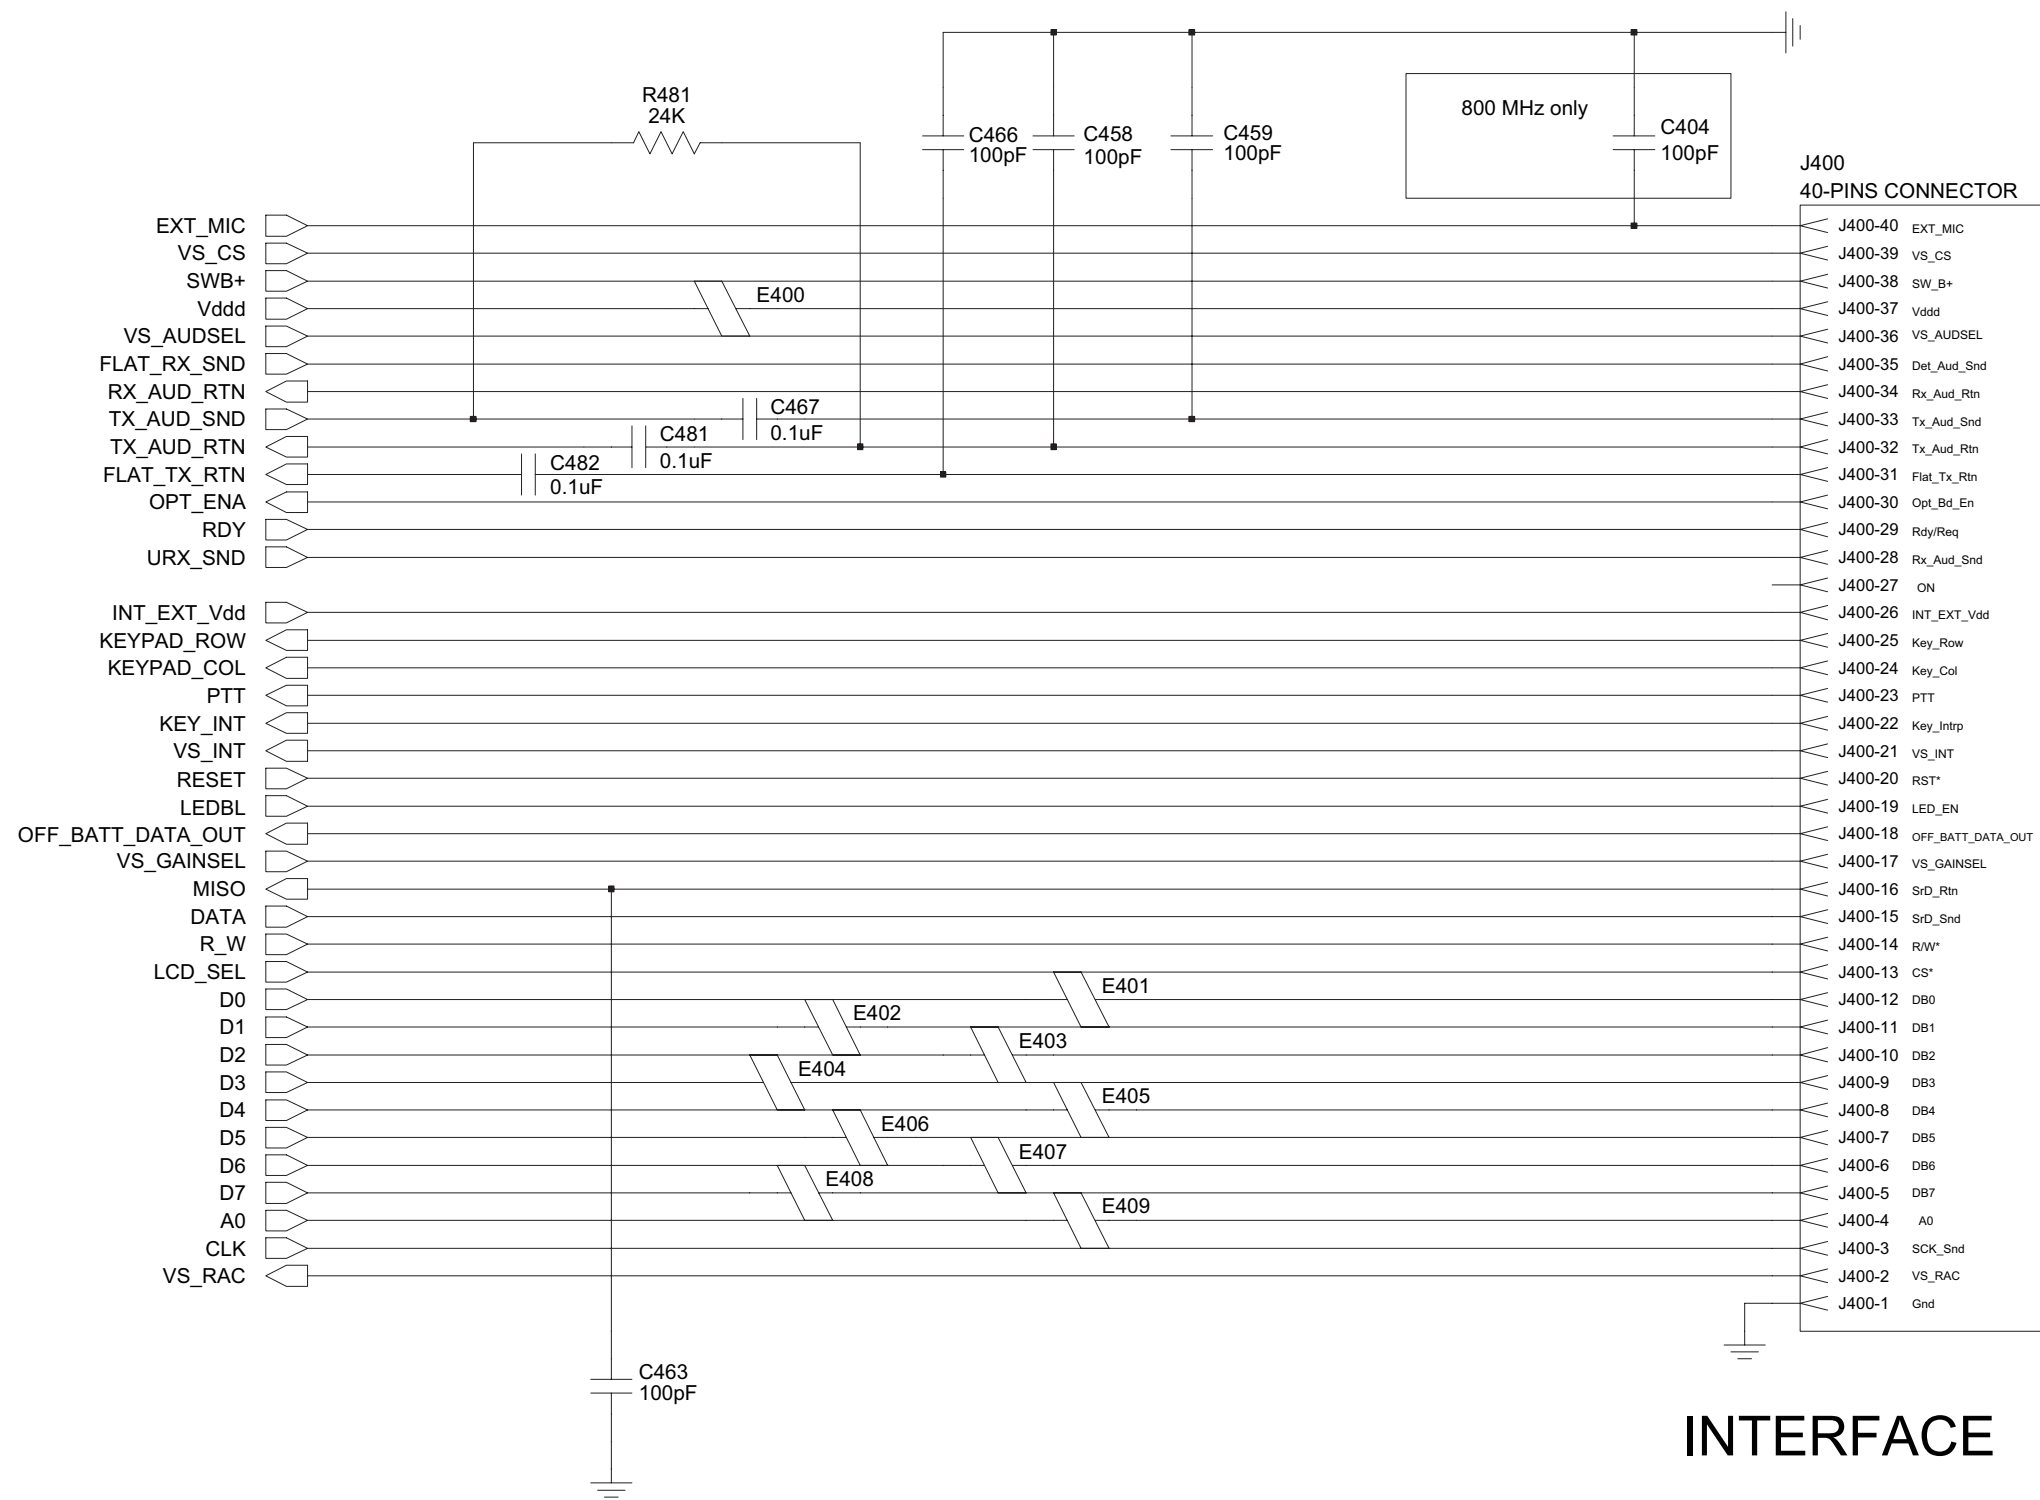 R481
24K
C466
100pF
C458
100pF
C459
100pF
800 MHz only
C404
100pF
J400
40-PINS CONNECTOR
EXT_MIC J400-40 EXT_MIC
VS_CS J400-39 VS_CS
SWB+ J400-38 SW_B+
E400
Vddd J400-37 Vddd
VS_AUDSEL J400-36 VS_AUDSEL
FLAT_RX_SND J400-35 Det_Aud_Snd
RX_AUD_RTN J400-34 Rx_Aud_Rtn
C467
0.1uF
TX_AUD_SND J400-33 Tx_Aud_Snd
C481
0.1uF
TX_AUD_RTN J400-32 Tx_Aud_Rtn
C482
0.1uF
FLAT_TX_RTN J400-31 Flat_Tx_Rtn
OPT_ENA J400-30 Opt_Bd_En
RDY J400-29 Rdy/Req
URX_SND J400-28 Rx_Aud_Snd
J400-27 ON
INT_EXT_Vdd J400-26 INT_EXT_Vdd
KEYPAD_ROW J400-25 Key_Row
KEYPAD_COL J400-24 Key_Col
PTT J400-23 PTT
KEY_INT J400-22 Key_Intrp
VS_INT J400-21 VS_INT
RESET J400-20 RST*
LEDBL J400-19 LED_EN
OFF_BATT_DATA_OUT J400-18 OFF_BATT_DATA_OUT
VS_GAINSEL J400-17 VS_GAINSEL
MISO J400-16 SrD_Rtn
DATA J400-15 SrD_Snd
R_W J400-14 R/W*
LCD_SEL J400-13 CS*
E401
D0 J400-12 DB0
E402
D1 J400-11 DB1
E403
D2 J400-10 DB2
E404
D3 J400-9 DB3
E405
D4 J400-8 DB4
E406
D5 J400-7 DB5
E407
D6 J400-6 DB6
E408
D7 J400-5 DB7
E409
A0 J400-4 A0
CLK J400-3 SCK_Snd
VS_RAC J400-2 VS_RAC
J400-1 Gnd
C463
100pF
INTERFACE